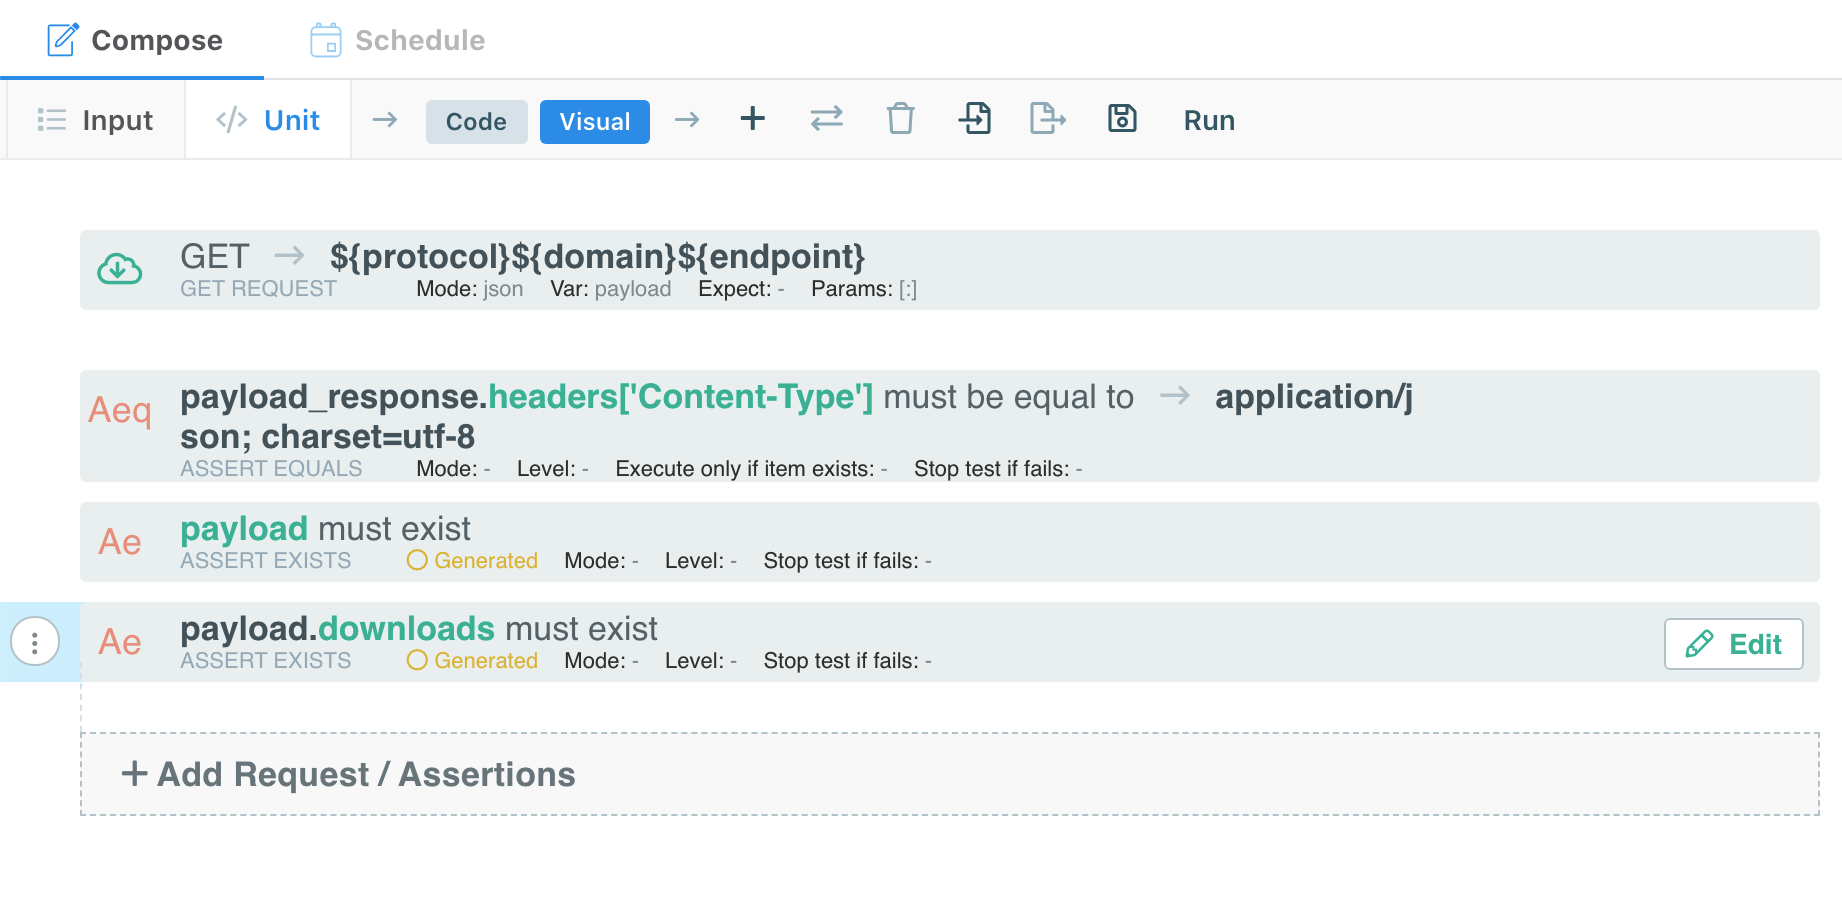 Compose Schedule
Input </> Unit → Code Visual → Run
GET → ${protocol}${domain}${endpoint}
GET REQUEST Mode: json Var: payload Expect: - Params: [:]
Aeq payload_response.headers['Content-Type'] must be equal to → application/j
son; charset=utf-8
ASSERT EQUALS Mode: - Level: - Execute only if item exists: - Stop test if fails: -
Ae payload must exist
ASSERT EXISTS Generated Mode: - Level: - Stop test if fails: -
Ae payload.downloads must exist
ASSERT EXISTS Generated Mode: - Level: - Stop test if fails: -
Edit
+ Add Request / Assertions